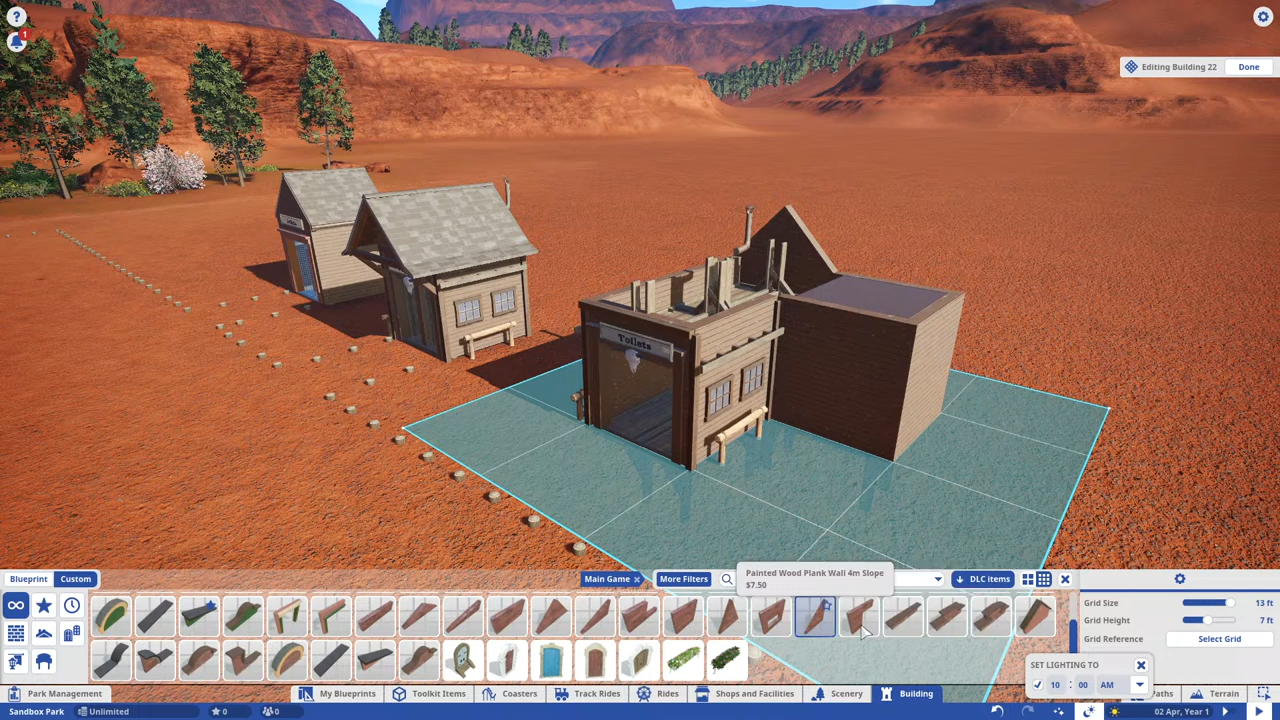 ?
1
Editing Building 22
Done
Toilets
Blueprint
Custom
Main Game ×
More Filters
Painted Wood Plank Wall 4m Slope
$7.50
DLC items
Grid Size
13 ft
Grid Height
7 ft
Grid Reference
Select Grid
SET LIGHTING TO
10 : 00 AM
Park Management
My Blueprints
Toolkit Items
Coasters
Track Rides
Rides
Shops and Facilities
Scenery
Building
Paths
Terrain
Sandbox Park
Unlimited
0
0
02 Apr, Year 1